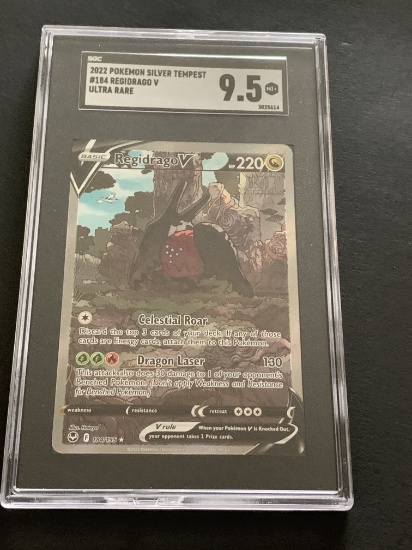 SGC
2022 POKEMON SILVER TEMPEST
#184 REGIDRAGO V
ULTRA RARE
9.5 MT+
3025614
BASIC
Regidrago V
HP 220
Celestial Roar
Discard the top 3 cards of your deck. If any of those
cards are Energy cards, attach them to this Pokémon.
Dragon Laser 130
This attack also does 30 damage to 1 of your opponent's
Benched Pokémon. (Don't apply Weakness and Resistance
for Benched Pokémon.)
weakness resistance retreat
V rule When your Pokémon V is Knocked Out,
your opponent takes 2 Prize cards.
184/195